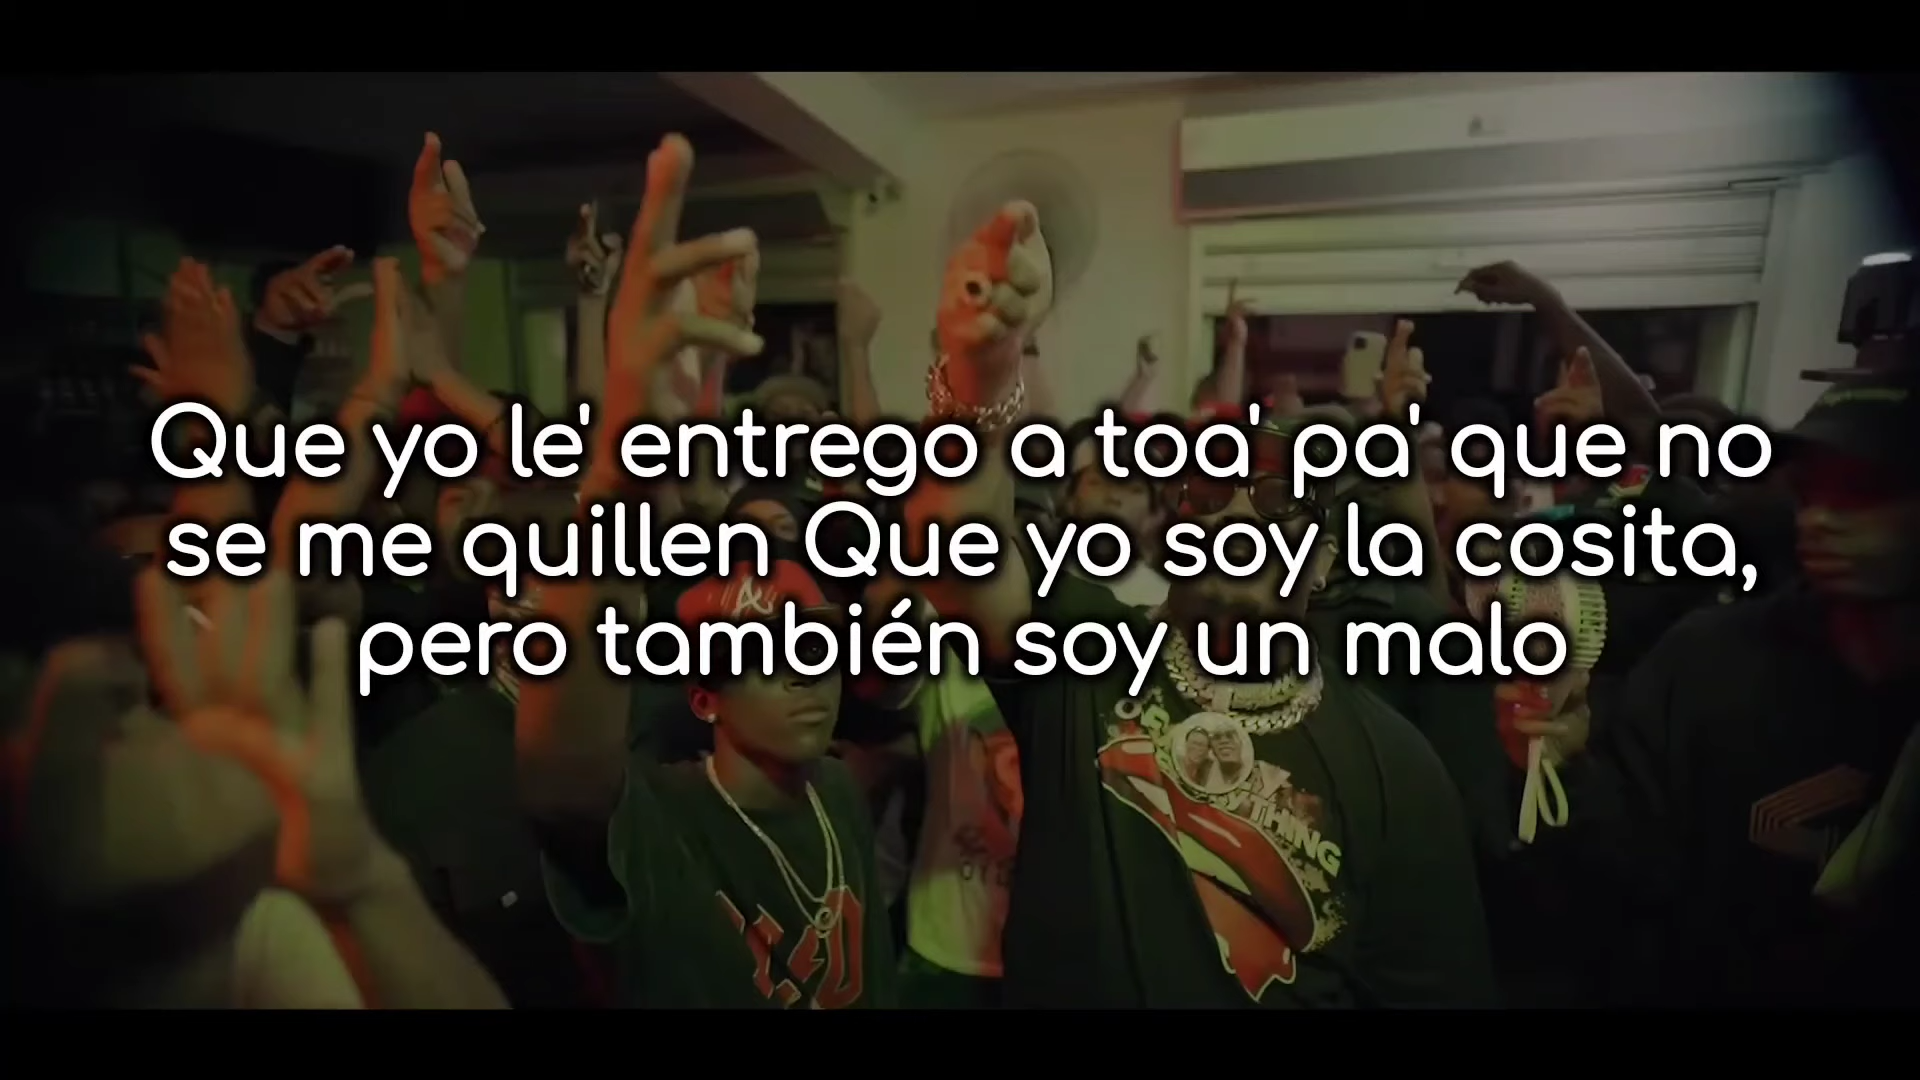 Que yo le' entrego a toa' pa' que no
se me quillen Que yo soy la cosita,
pero también soy un malo
THING